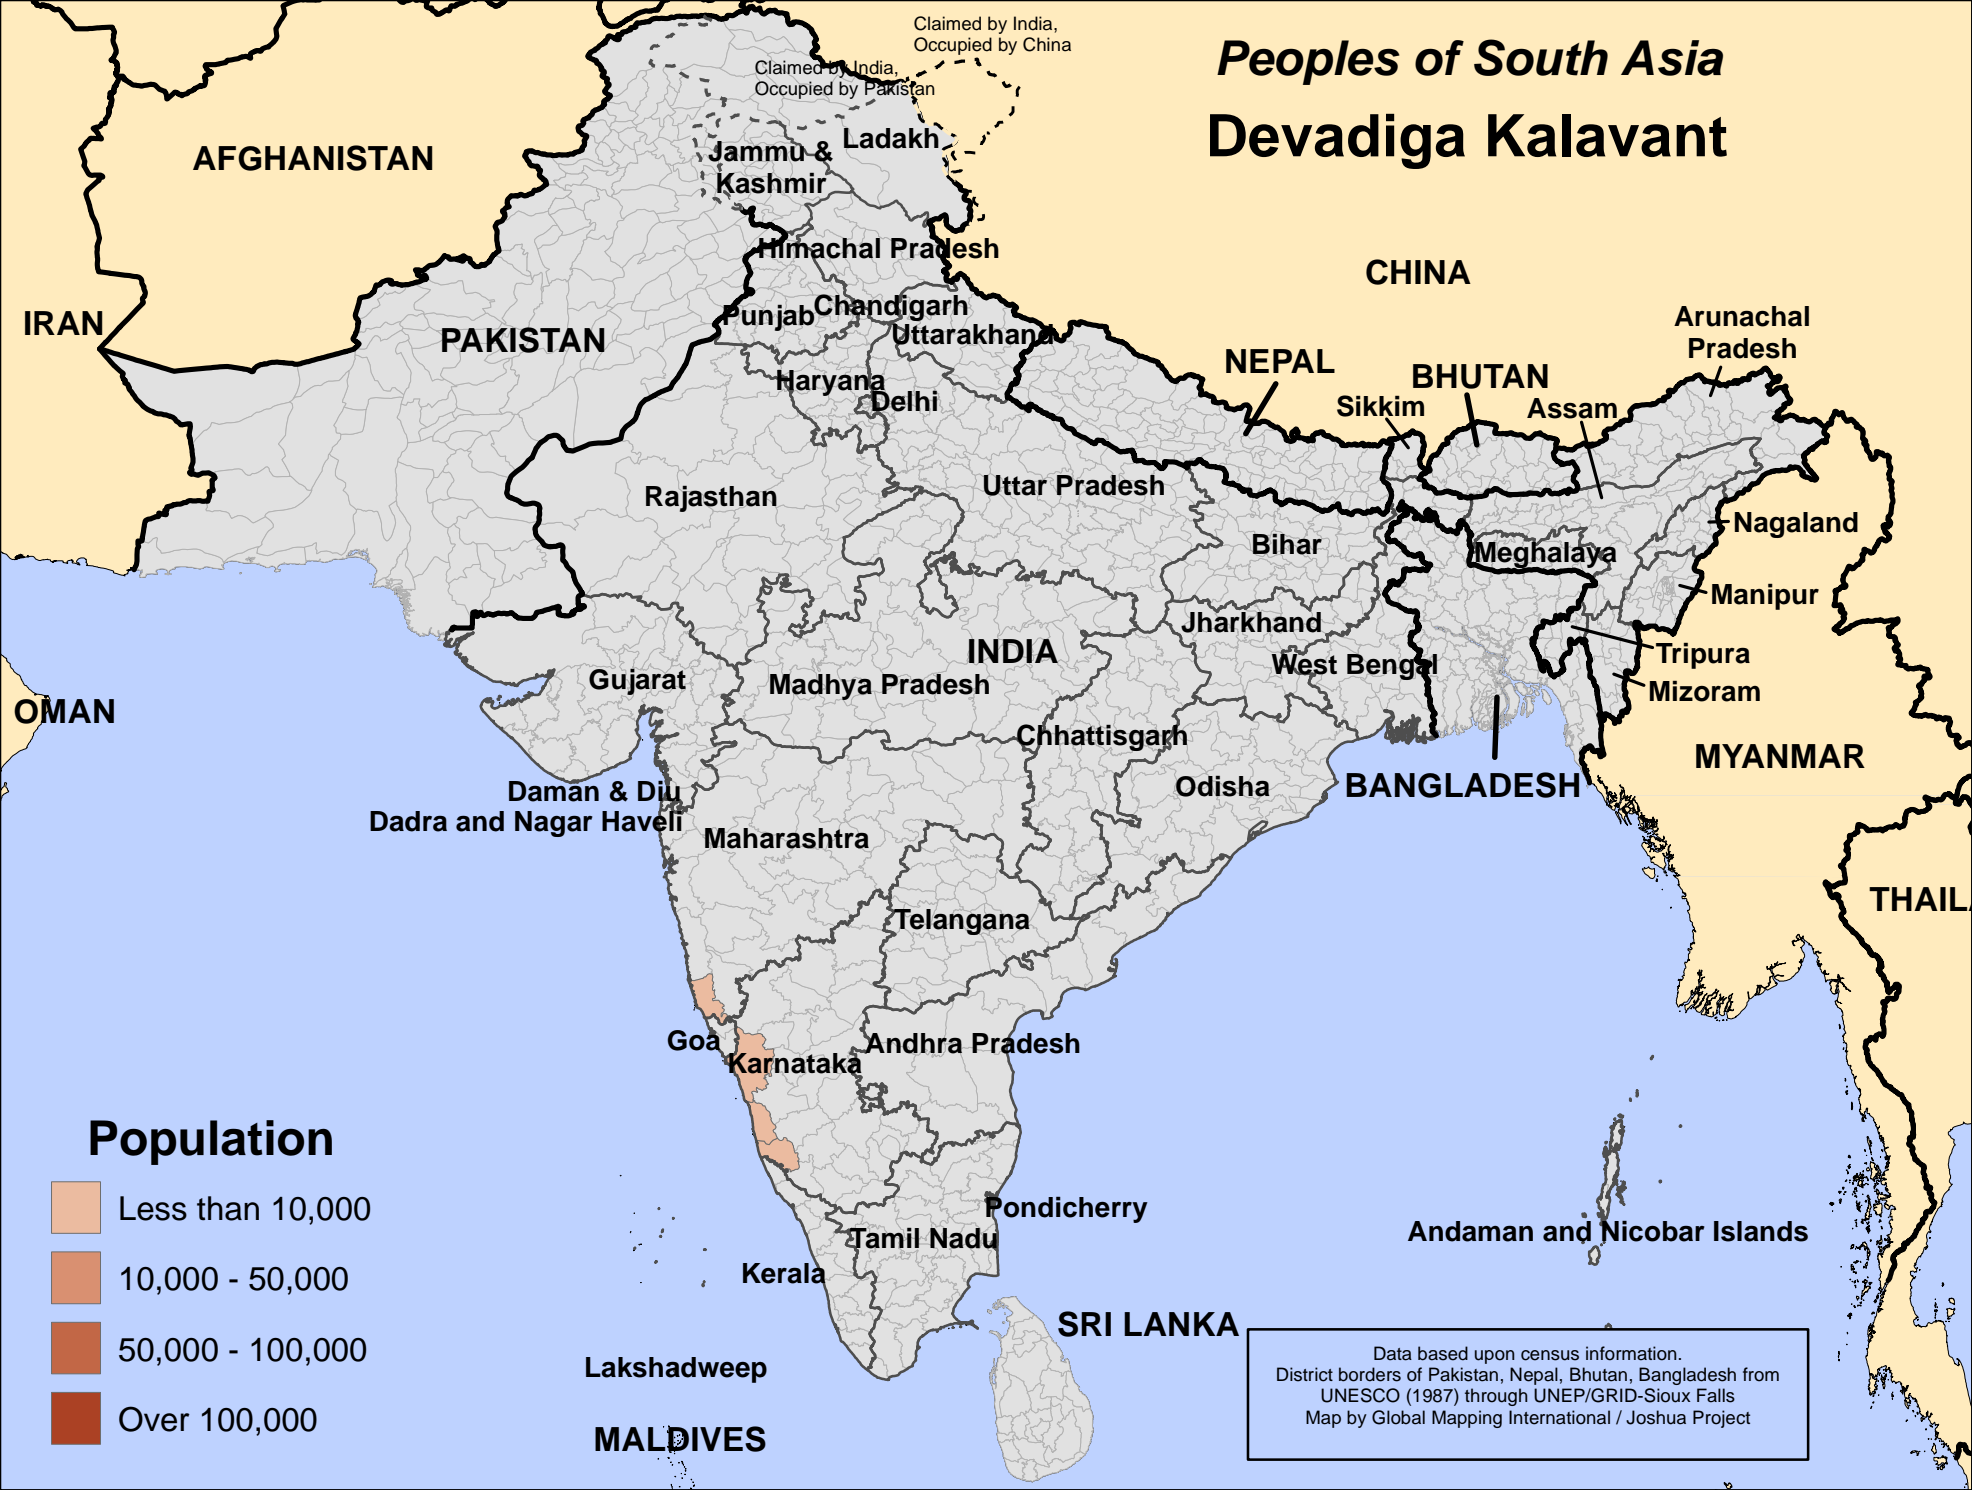 Claimed by India,
Occupied by China
Peoples of South Asia
Devadiga Kalavant
Claimed by India,
Occupied by Pakistan
AFGHANISTAN
Jammu &
Kashmir
Ladakh
Himachal Pradesh
CHINA
IRAN
PAKISTAN
Punjab
Chandigarh
Uttarakhand
Arunachal
Pradesh
NEPAL
BHUTAN
Haryana
Delhi
Sikkim
Assam
Rajasthan
Uttar Pradesh
Bihar
Nagaland
Meghalaya
Manipur
Jharkhand
INDIA
West Bengal
Tripura
Gujarat
Madhya Pradesh
Mizoram
OMAN
Chhattisgarh
MYANMAR
Odisha
BANGLADESH
Daman & Diu
Dadra and Nagar Haveli
Maharashtra
THAIL
Telangana
Goa
Karnataka
Andhra Pradesh
Population
Less than 10,000
10,000 - 50,000
50,000 - 100,000
Over 100,000
Pondicherry
Tamil Nadu
Andaman and Nicobar Islands
Kerala
SRI LANKA
Lakshadweep
MALDIVES
Data based upon census information.
District borders of Pakistan, Nepal, Bhutan, Bangladesh from
UNESCO (1987) through UNEP/GRID-Sioux Falls
Map by Global Mapping International / Joshua Project